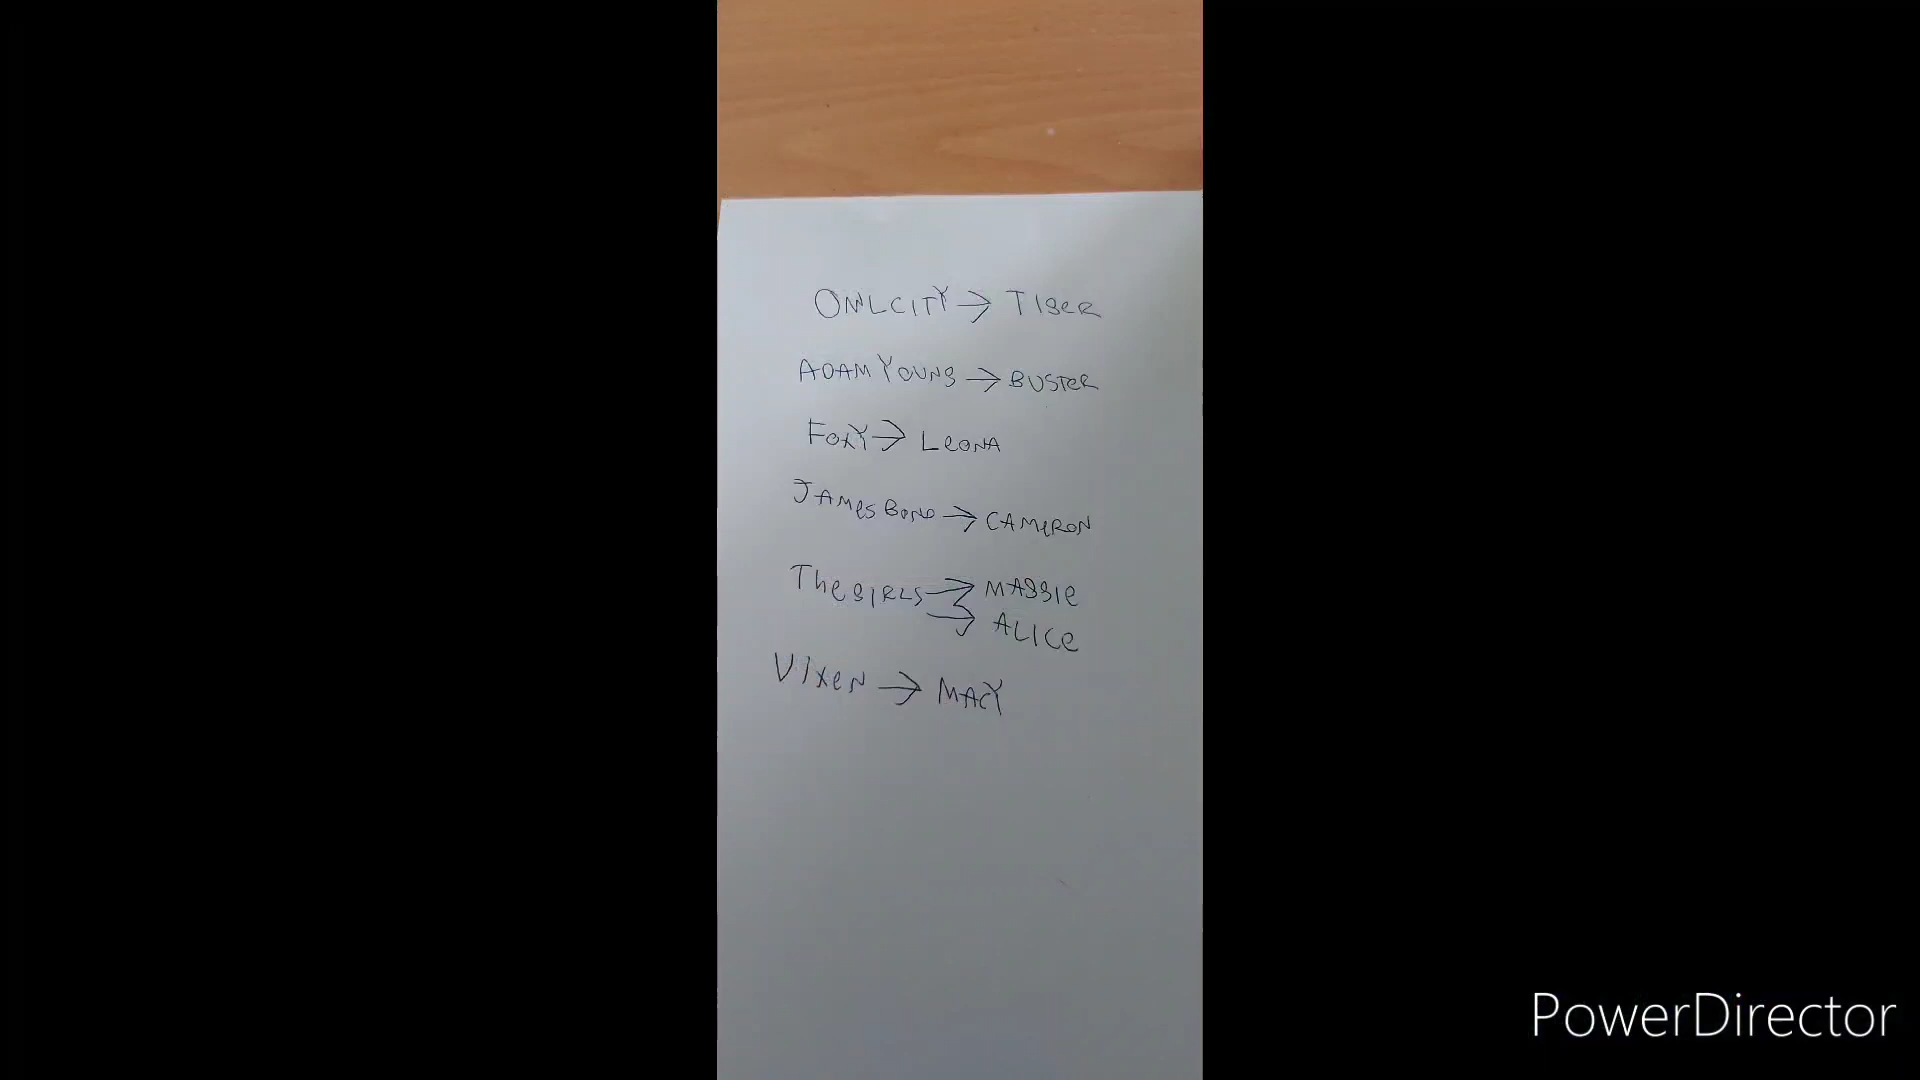 OWLCITY → TIGER
ADAM YOUNG → BUSTER
FOXY → LEONA
JAMES BOND → CAMERON
The GIRLS → MAGGIE
→ ALICE
VIXEN → MACY
PowerDirector